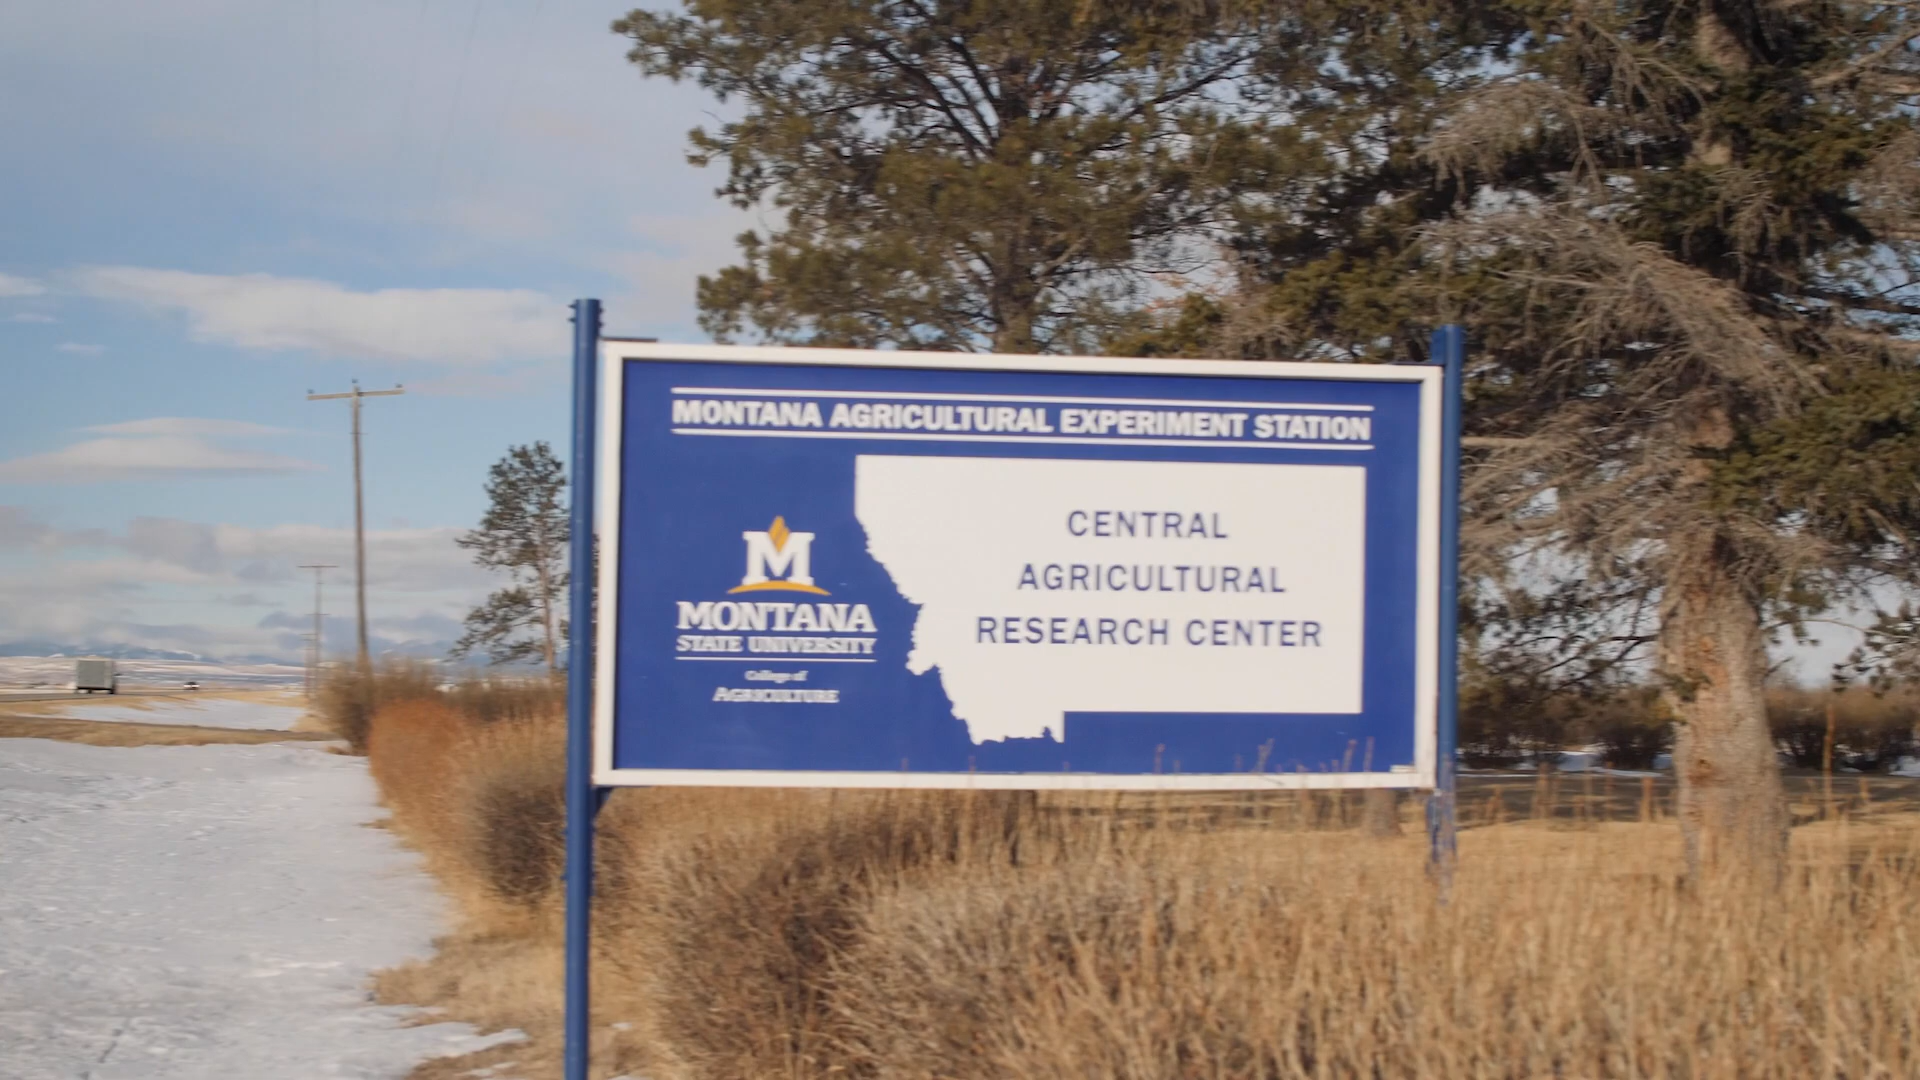 MONTANA AGRICULTURAL EXPERIMENT STATION
CENTRAL
AGRICULTURAL
RESEARCH CENTER
M
MONTANA
STATE UNIVERSITY
College of
AGRICULTURE